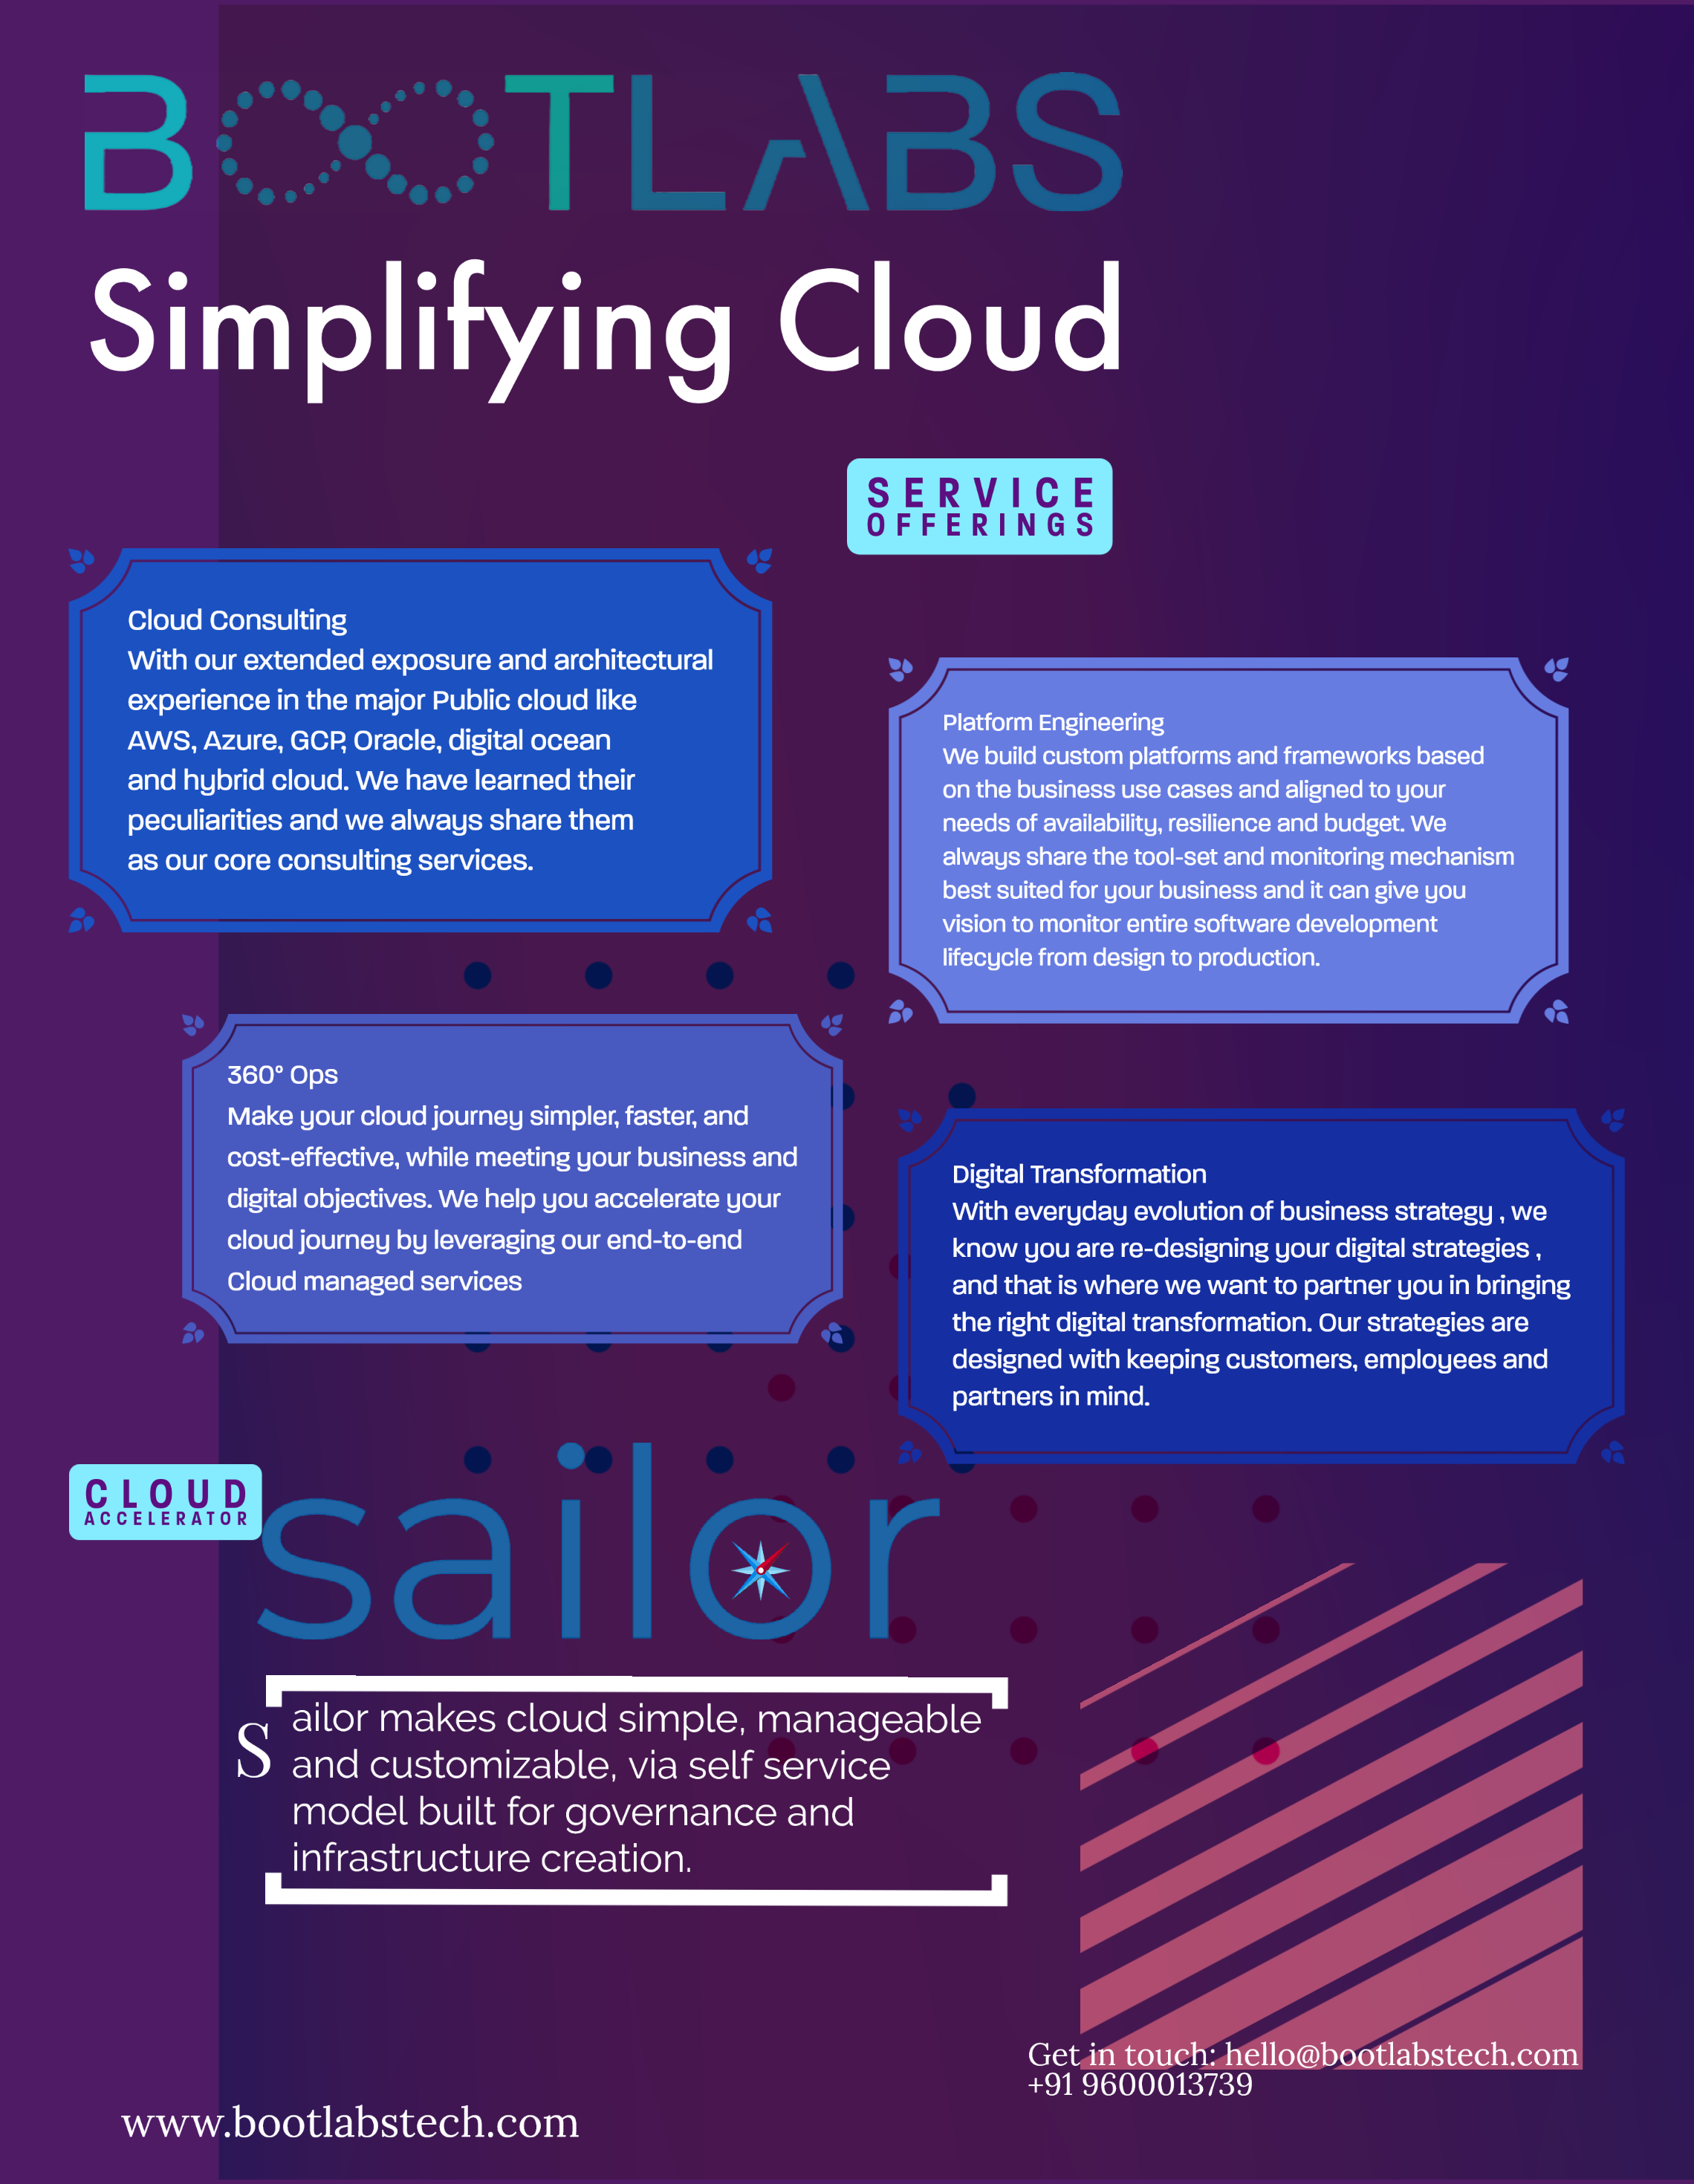 BOOTLABS
Simplifying Cloud
SERVICE
OFFERINGS
Cloud Consulting
With our extended exposure and architectural
experience in the major Public cloud like
AWS, Azure, GCP, Oracle, digital ocean
and hybrid cloud. We have learned their
peculiarities and we always share them
as our core consulting services.
Platform Engineering
We build custom platforms and frameworks based
on the business use cases and aligned to your
needs of availability, resilience and budget. We
always share the tool-set and monitoring mechanism
best suited for your business and it can give you
vision to monitor entire software development
lifecycle from design to production.
360° Ops
Make your cloud journey simpler, faster, and
cost-effective, while meeting your business and
digital objectives. We help you accelerate your
cloud journey by leveraging our end-to-end
Cloud managed services
Digital Transformation
With everyday evolution of business strategy , we
know you are re-designing your digital strategies ,
and that is where we want to partner you in bringing
the right digital transformation. Our strategies are
designed with keeping customers, employees and
partners in mind.
CLOUD
ACCELERATOR
sailor
Sailor makes cloud simple, manageable
and customizable, via self service
model built for governance and
infrastructure creation.
Get in touch: hello@bootlabstech.com
+91 9600013739
www.bootlabstech.com